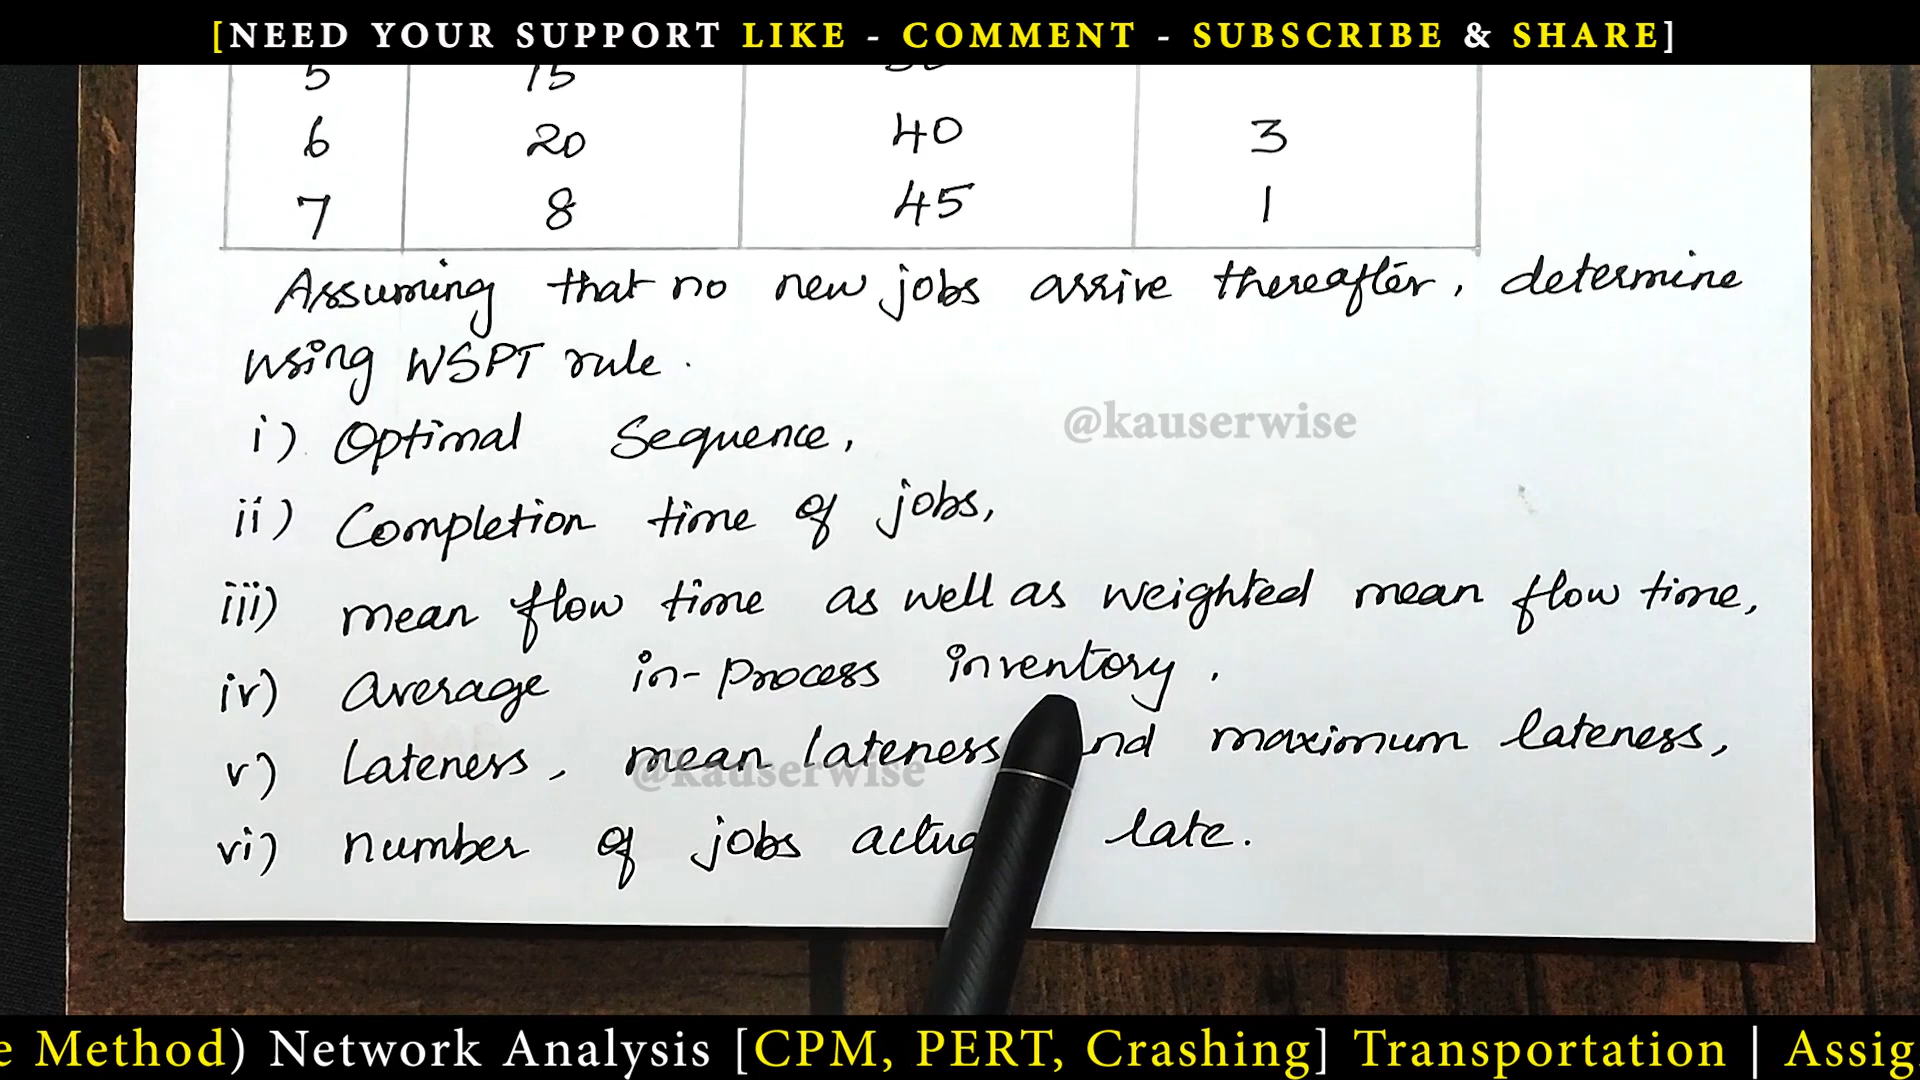 [NEED YOUR SUPPORT LIKE - COMMENT - SUBSCRIBE & SHARE]
5 15
6 20 40 3
7 8 45 1
Assuming that no new jobs arrive thereafter, determine
using WSPT rule.
i) Optimal Sequence,
@kauserwise
ii) Completion time of jobs,
iii) mean flow time as well as weighted mean flow time,
iv) average in-process inventory.
v) Lateness, mean lateness and maximum lateness,
@kauserwise
vi) number of jobs late.
e Method) Network Analysis [CPM, PERT, Crashing] Transportation | Assig